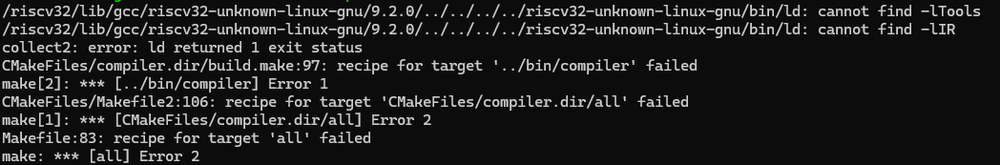 /riscv32/lib/gcc/riscv32-unknown-linux-gnu/9.2.0/../../../../riscv32-unknown-linux-gnu/bin/ld: cannot find -lTools
/riscv32/lib/gcc/riscv32-unknown-linux-gnu/9.2.0/../../../../riscv32-unknown-linux-gnu/bin/ld: cannot find -lIR
collect2: error: ld returned 1 exit status
CMakeFiles/compiler.dir/build.make:97: recipe for target '../bin/compiler' failed
make[2]: *** [../bin/compiler] Error 1
CMakeFiles/Makefile2:106: recipe for target 'CMakeFiles/compiler.dir/all' failed
make[1]: *** [CMakeFiles/compiler.dir/all] Error 2
Makefile:83: recipe for target 'all' failed
make: *** [all] Error 2